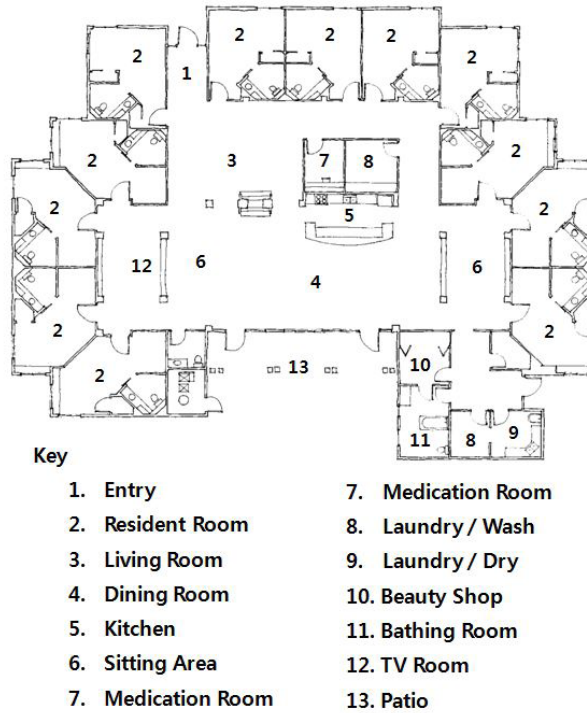 2
2
2
2
2
1
2
2
3
7
8
2
2
5
12
6
4
6
2
2
2
13
10
11
8
9
Key
1. Entry
2. Resident Room
3. Living Room
4. Dining Room
5. Kitchen
6. Sitting Area
7. Medication Room
7. Medication Room
8. Laundry / Wash
9. Laundry / Dry
10. Beauty Shop
11. Bathing Room
12. TV Room
13. Patio